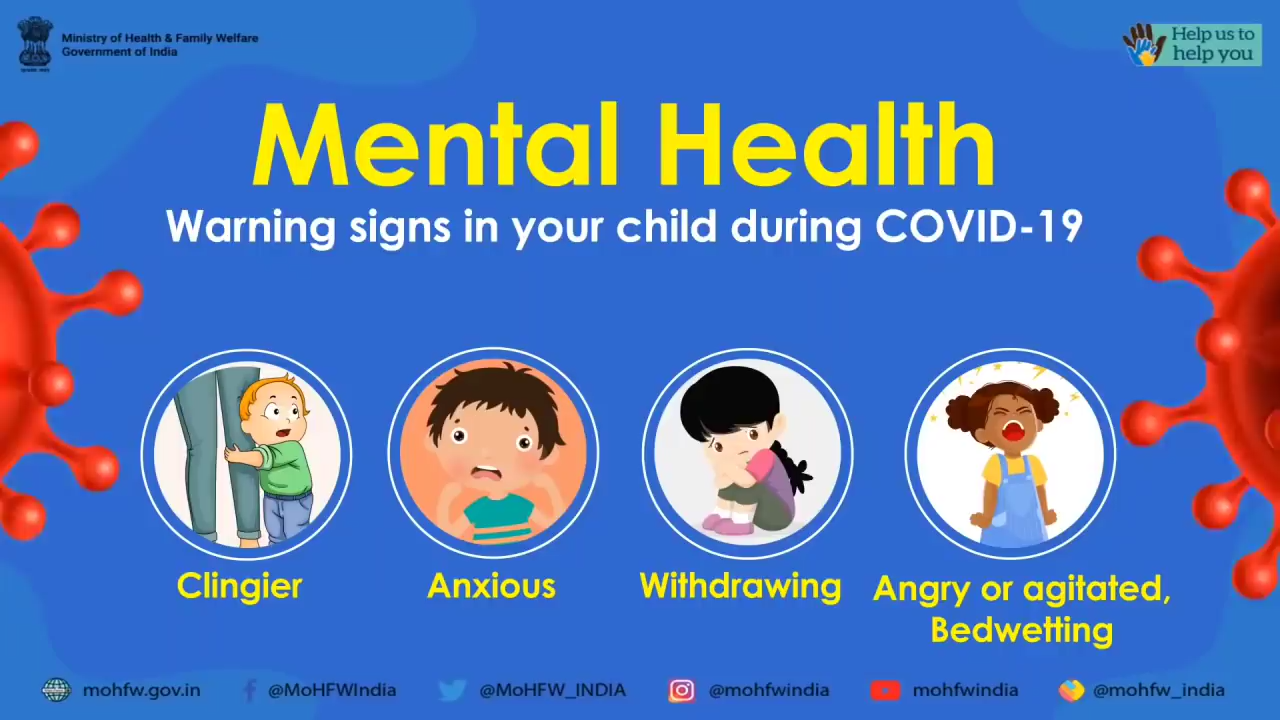 Ministry of Health & Family Welfare
Government of India
Help us to
help you
Mental Health
Warning signs in your child during COVID-19
Clingier
Anxious
Withdrawing
Angry or agitated,
Bedwetting
mohfw.gov.in
@MoHFWIndia
@MoHFW_INDIA
@mohfwindia
mohfwindia
@mohfw_india